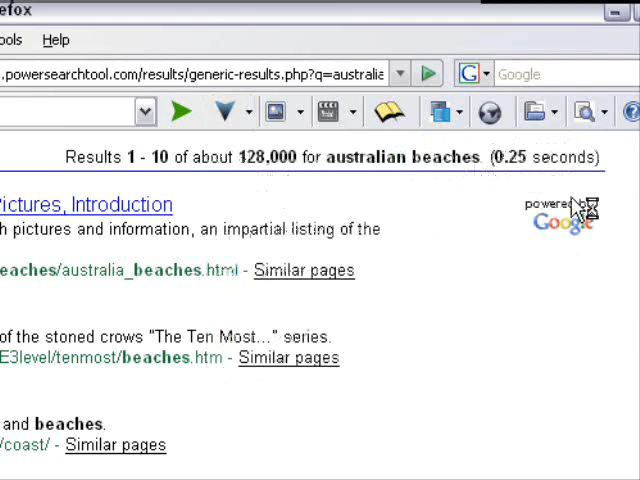 efox
ools Help
.powersearchtool.com/results/generic-results.php?q=australia
G Google
Results 1 - 10 of about 128,000 for australian beaches. (0.25 seconds)
Pictures, Introduction
powered by
Google
h pictures and information, an impartial listing of the
eaches/australia_beaches.html - Similar pages
of the stoned crows "The Ten Most..." series.
E3level/tenmost/beaches.htm - Similar pages
and beaches.
/coast/ - Similar pages